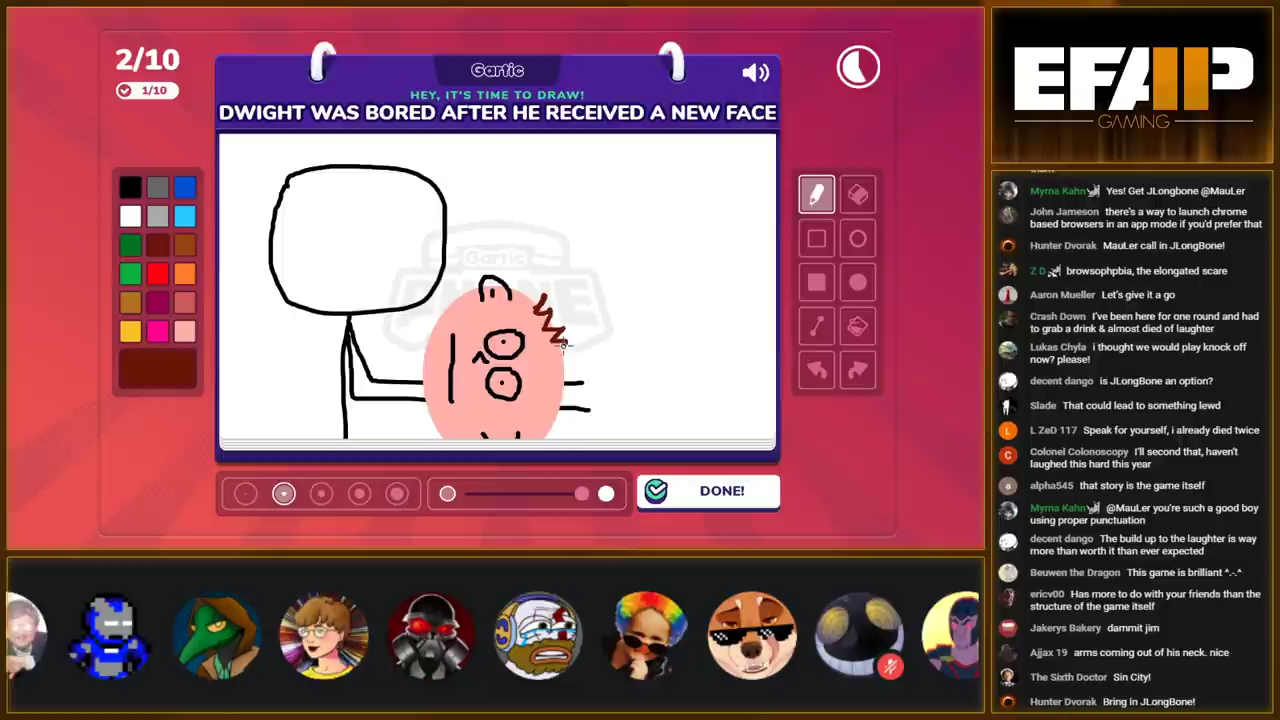 2/10
1/10
Gartic
HEY, IT'S TIME TO DRAW!
DWIGHT WAS BORED AFTER HE RECEIVED A NEW FACE
Gartic
PHONE
DONE!
EFAP
GAMING
Myrna Kahn Yes! Get JLongbone @MauLer
John Jameson there's a way to launch chrome
based browsers in an app mode if you'd prefer that
Hunter Dvorak MauLer call in JLongBone!
Z D browsophpbia, the elongated scare
Aaron Mueller Let's give it a go
Crash Down I've been here for one round and had
to grab a drink & almost died of laughter
Lukas Chyla i thought we would play knock off
now? please!
decent dango is JLongBone an option?
Slade That could lead to something lewd
L L ZeD 117 Speak for yourself, i already died twice
C Colonel Colonoscopy I'll second that, haven't
laughed this hard this year
a alpha545 that story is the game itself
Myrna Kahn @MauLer you're such a good boy
using proper punctuation
decent dango The build up to the laughter is way
more than worth it than ever expected
Beuwen the Dragon This game is brilliant ^.-.^
ericv00 Has more to do with your friends than the
structure of the game itself
Jakerys Bakery dammit jim
Ajjax 19 arms coming out of his neck. nice
The Sixth Doctor Sin City!
Hunter Dvorak Bring in JLongBone!